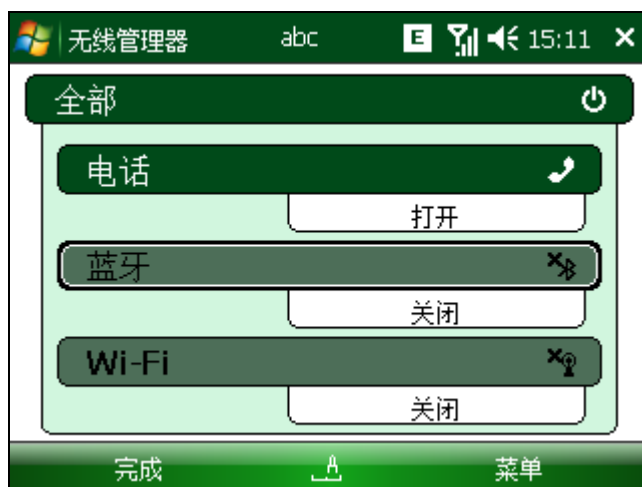 无线管理器 abc E 15:11
全部
电话
打开
蓝牙
关闭
Wi-Fi
关闭
完成 菜单